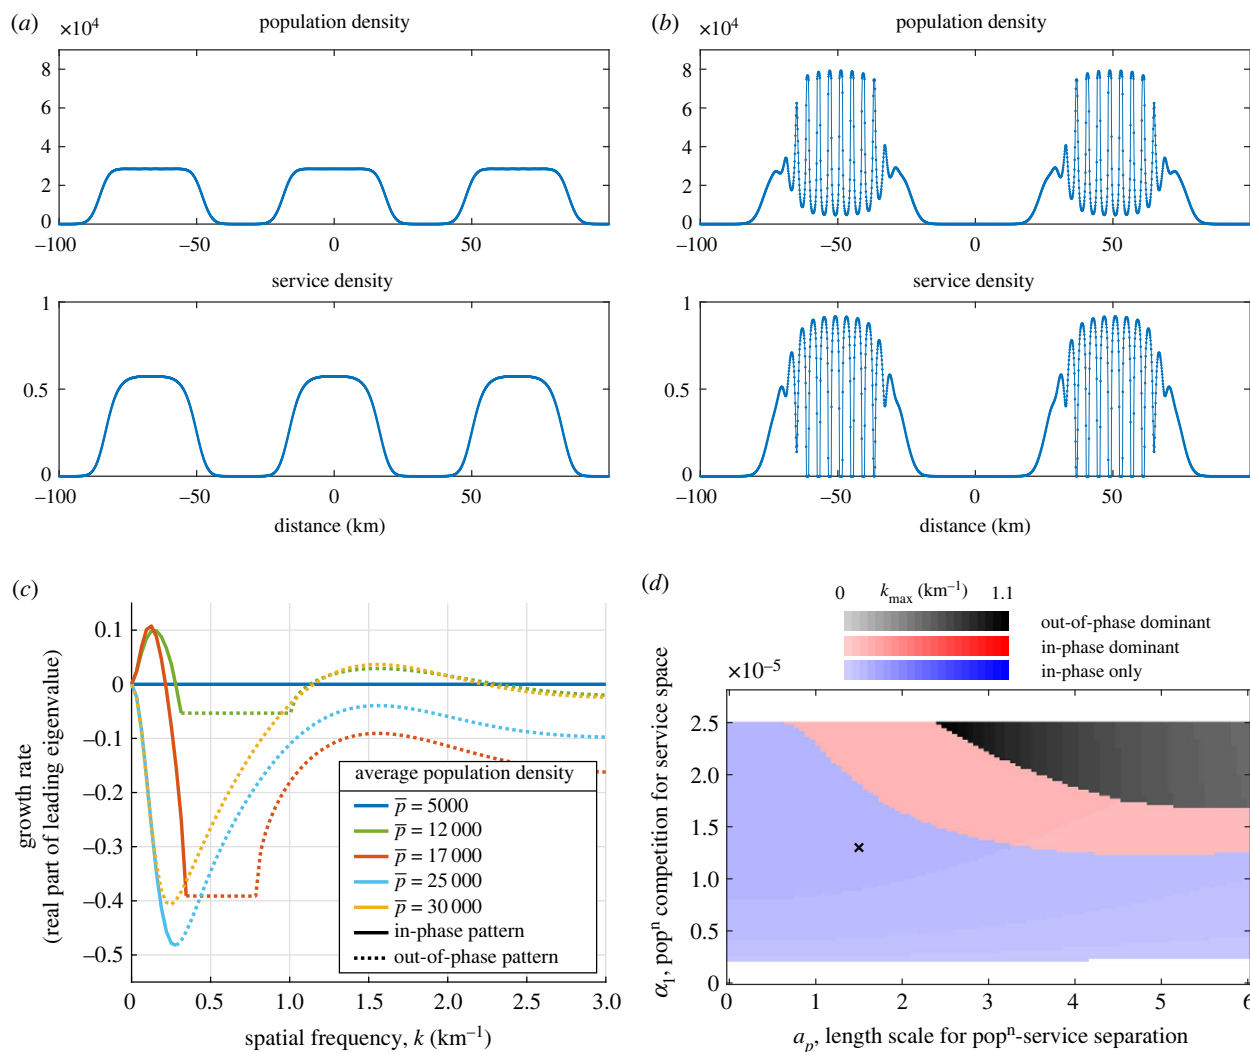 (a) ×10⁴ population density
8
6
4
2
0
–100 –50 0 50
service density
1
0.5
0
–100 –50 0 50
distance (km)
(b) ×10⁴ population density
8
6
4
2
0
–100 –50 0 50
service density
1
0.5
0
–100 –50 0 50
distance (km)
(c)
growth rate
(real part of leading eigenvalue)
0.1
0
–0.1
–0.2
–0.3
–0.4
–0.5
0 0.5 1.0 1.5 2.0 2.5 3.0
spatial frequency, k (km⁻¹)
average population density
p̄ = 5000
p̄ = 12 000
p̄ = 17 000
p̄ = 25 000
p̄ = 30 000
in-phase pattern
out-of-phase pattern
(d)
0 kmax (km⁻¹) 1.1
out-of-phase dominant
in-phase dominant
in-phase only
×10⁻⁵
α₁, popⁿ competition for service space
2.5
2.0
1.5
1.0
0.5
0
0 1 2 3 4 5 6
aₚ, length scale for popⁿ-service separation